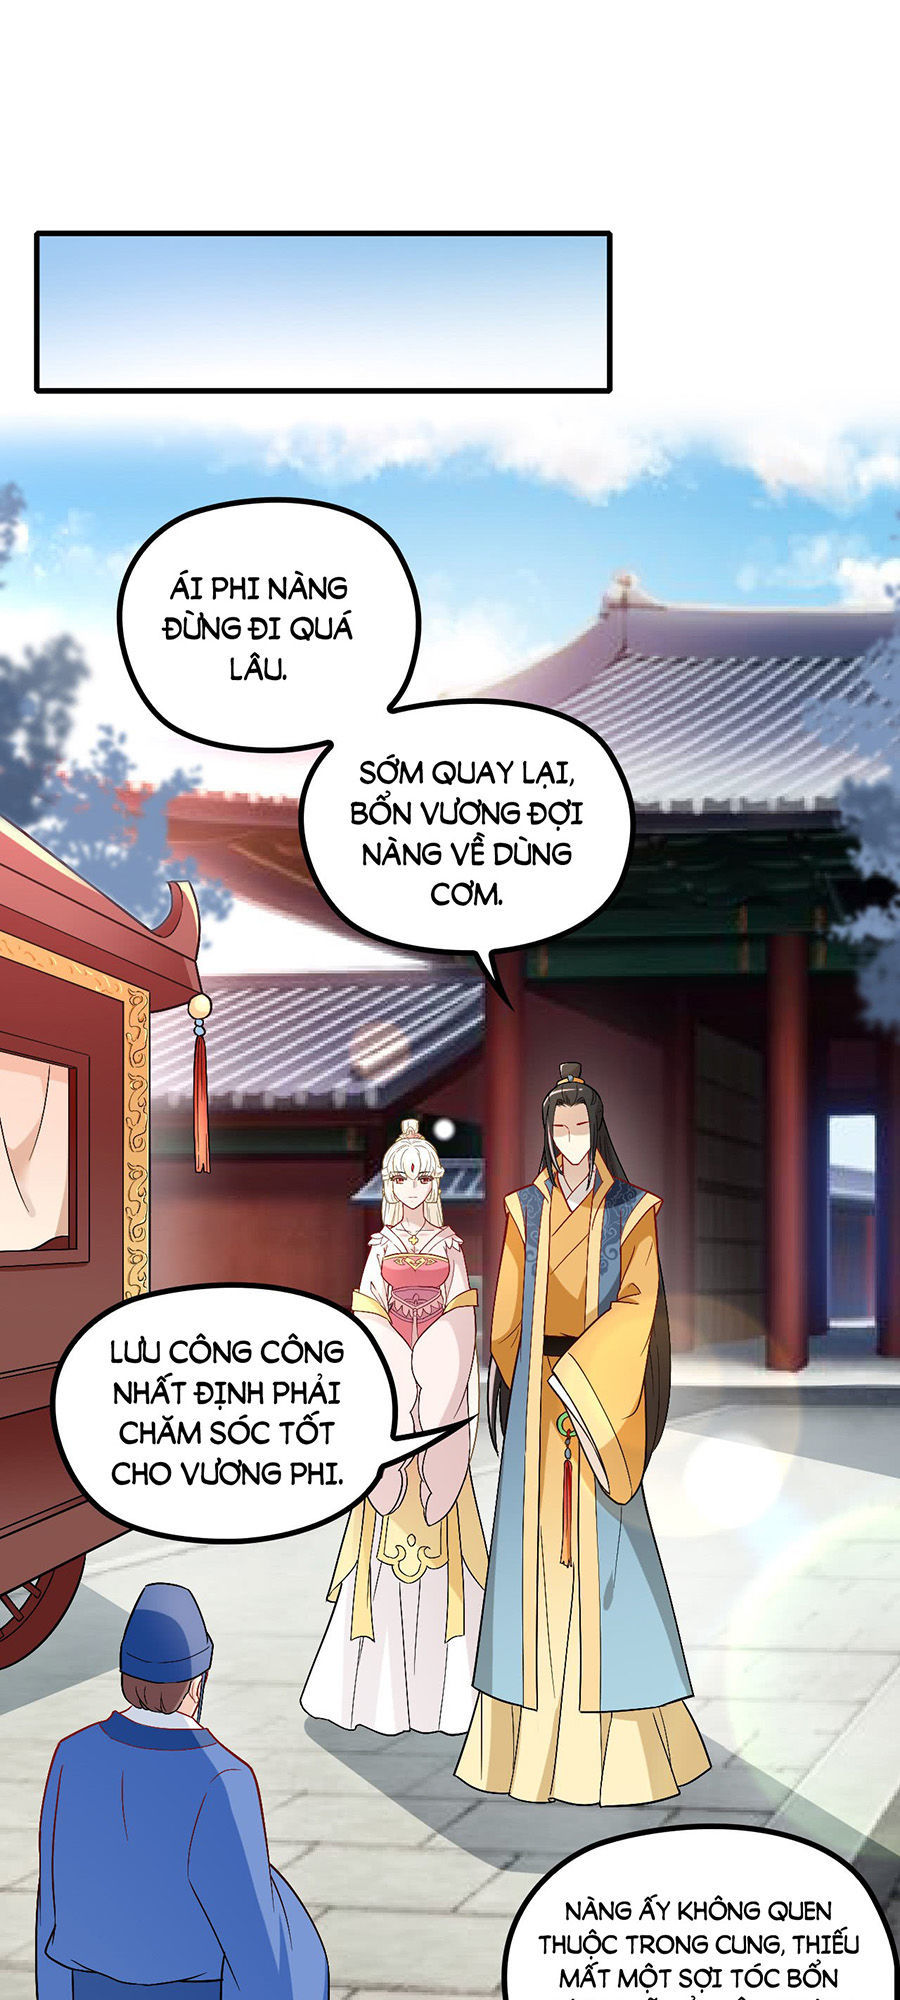 ÁI PHI NÀNG
ĐỪNG ĐI QUÁ
LÂU.
SỚM QUAY LẠI,
BỔN VƯƠNG ĐỢI
NÀNG VỀ DÙNG
CƠM.
LƯU CÔNG CÔNG
NHẤT ĐỊNH PHẢI
CHĂM SÓC TỐT
CHO VƯƠNG PHI.
NÀNG ẤY KHÔNG QUEN
THUỘC TRONG CUNG, THIẾU
MẤT MỘT SỢI TÓC BỔN